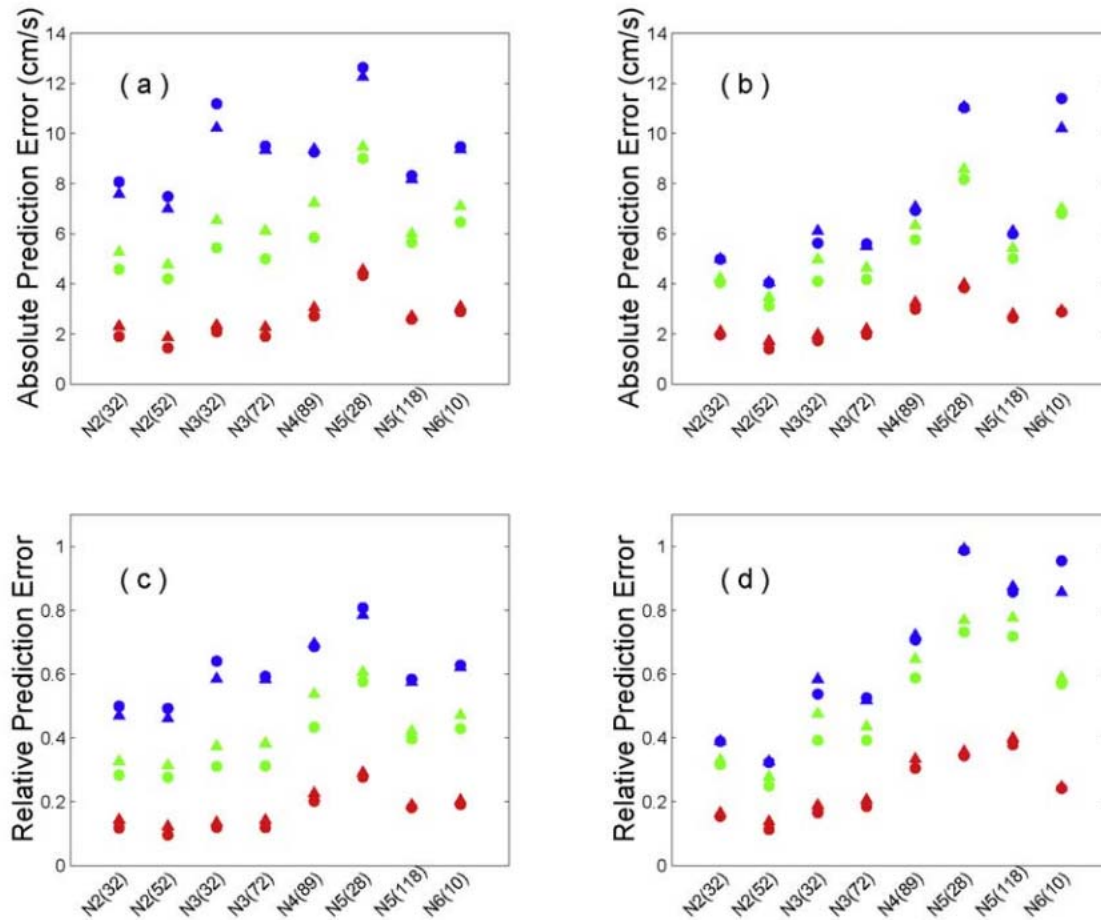 Absolute Prediction Error (cm/s)
14
12
10
8
6
4
2
0
( a )
N2(32)
N2(52)
N3(32)
N3(72)
N4(89)
N5(28)
N5(118)
N6(10)
Absolute Prediction Error (cm/s)
14
12
10
8
6
4
2
0
( b )
N2(32)
N2(52)
N3(32)
N3(72)
N4(89)
N5(28)
N5(118)
N6(10)
Relative Prediction Error
1
0.8
0.6
0.4
0.2
0
( c )
N2(32)
N2(52)
N3(32)
N3(72)
N4(89)
N5(28)
N5(118)
N6(10)
Relative Prediction Error
1
0.8
0.6
0.4
0.2
0
( d )
N2(32)
N2(52)
N3(32)
N3(72)
N4(89)
N5(28)
N5(118)
N6(10)